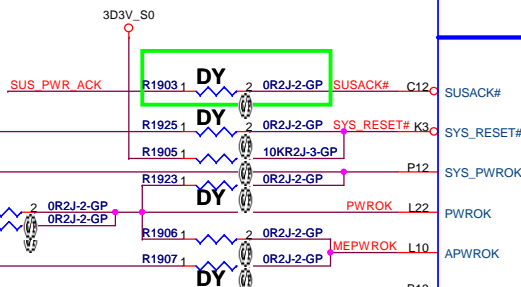 3D3V_S0
DY
SUS_PWR_ACK R1903 1 2 0R2J-2-GP SUSACK# C12 SUSACK#
DY
R1925 1 2 0R2J-2-GP SYS_RESET# K3 SYS_RESET#
R1905 1 2 10KR2J-3-GP
P12 SYS_PWROK
R1923 1 2 0R2J-2-GP
DY
2 0R2J-2-GP PWROK L22 PWROK
0R2J-2-GP
R1906 1 2 0R2J-2-GP
MEPWROK L10 APWROK
R1907 1 2 0R2J-2-GP
DY